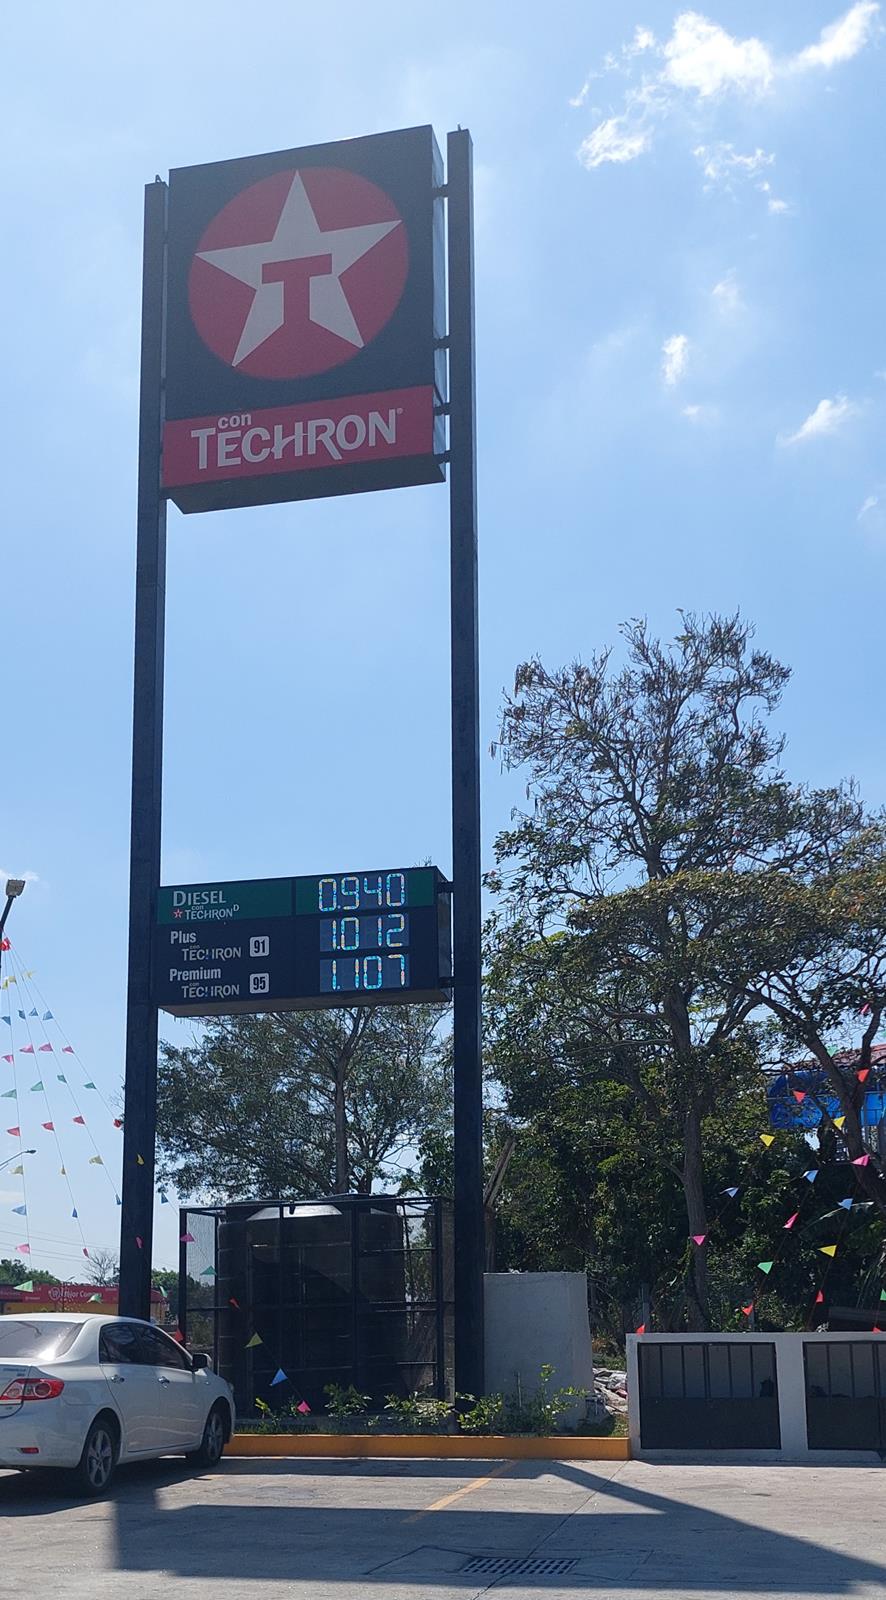 T
con
TECHRON®
DIESEL 0.940
con
TECHRON D
Plus 1.012
con
TECHRON 91
Premium 1.107
con
TECHRON 95